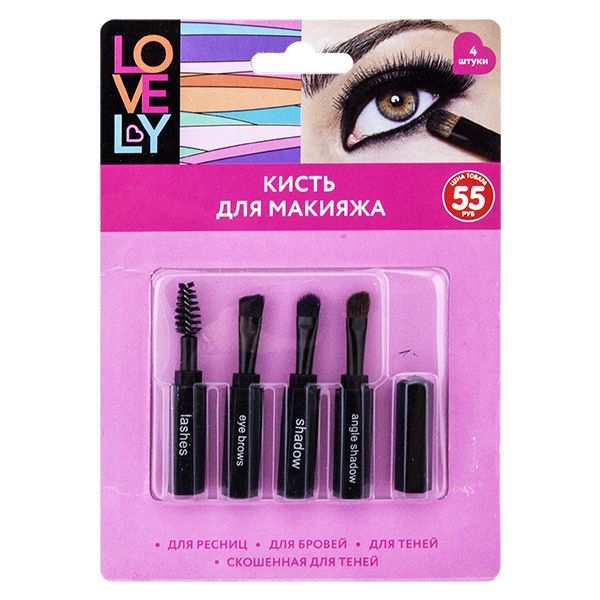 LO
VE
LY
4
штуки
КИСТЬ
ДЛЯ МАКИЯЖА
ЦЕНА ТОВАРА
55
РУБ
lashes
eye brows
shadow
angle shadow
• ДЛЯ РЕСНИЦ • ДЛЯ БРОВЕЙ • ДЛЯ ТЕНЕЙ
• СКОШЕННАЯ ДЛЯ ТЕНЕЙ